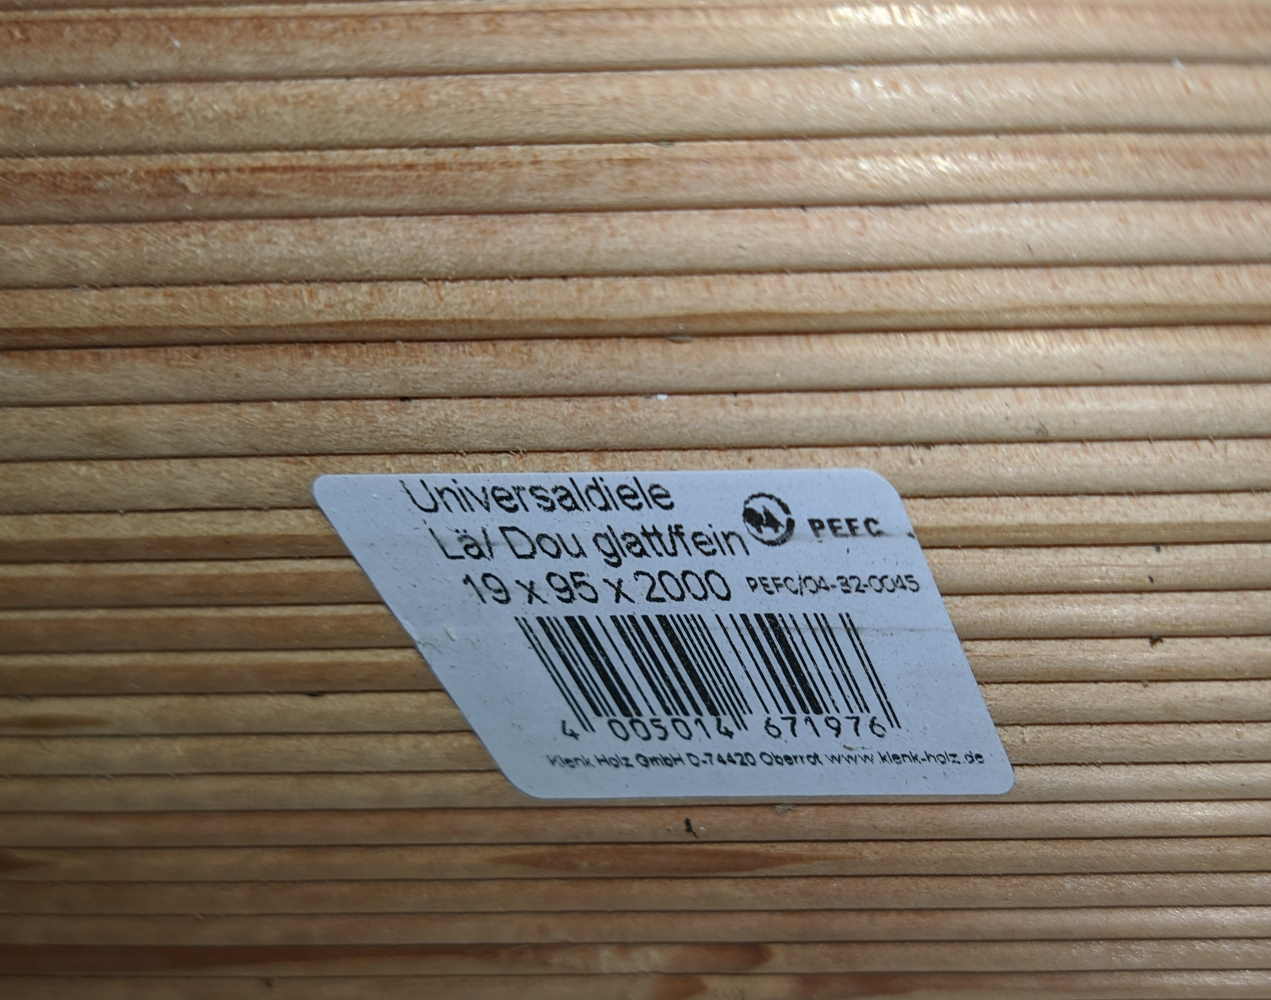 Universaldiele
Lä/ Dou glatt/fein
PEFC
19 x 95 x 2000
PEFC/04-32-0045
4 005014 671976
Klenk Holz GmbH D-74420 Oberrot www.klenk-holz.de